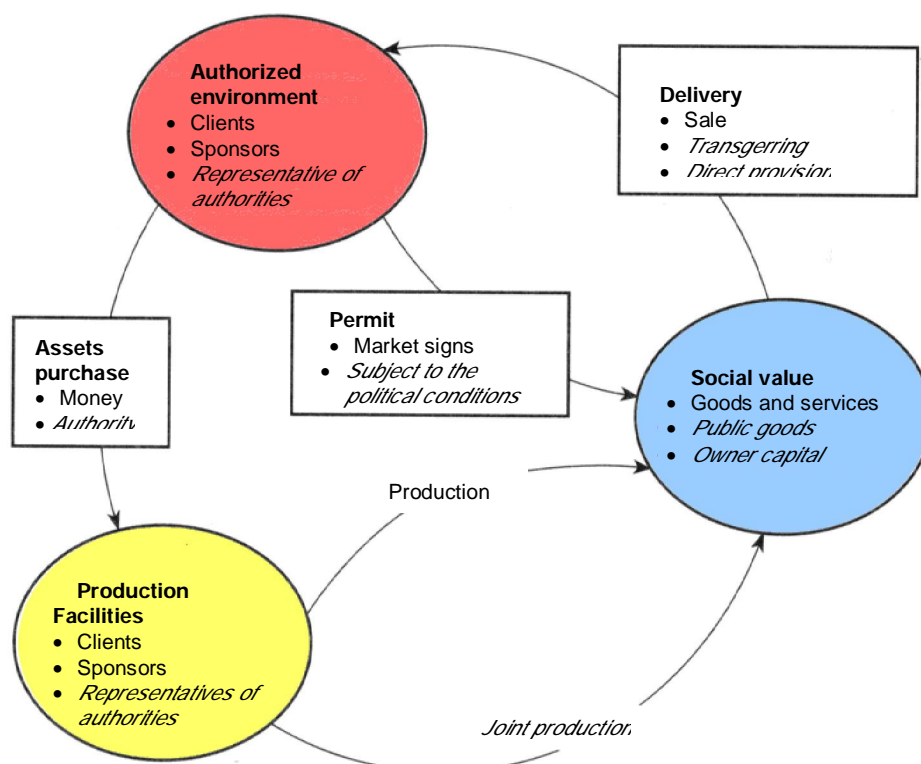 Authorized
environment
• Clients
• Sponsors
• Representative of
authorities
Delivery
• Sale
• Transgerring
• Direct provision
Permit
• Market signs
• Subject to the
political conditions
Assets
purchase
• Money
• Authority
Social value
• Goods and services
• Public goods
• Owner capital
Production
Production
Facilities
• Clients
• Sponsors
• Representatives of
authorities
Joint production